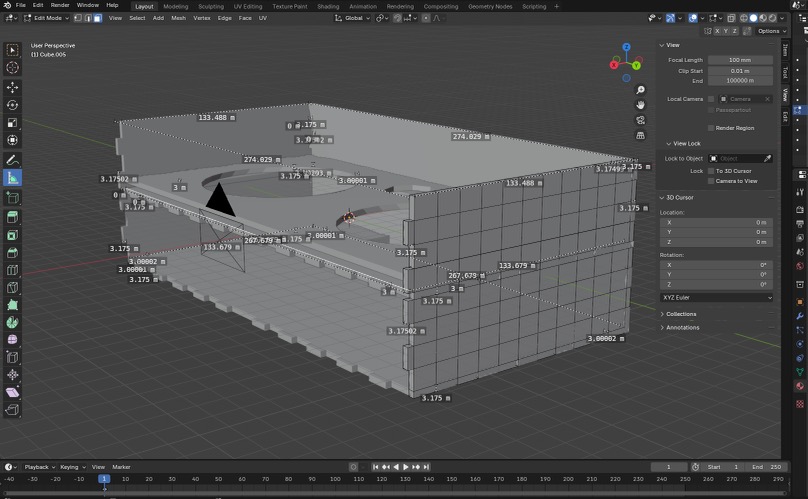 File Edit Render Window Help Layout Modeling Sculpting UV Editing Texture Paint Shading Animation Rendering Compositing Geometry Nodes Scripting +
Edit Mode View Select Add Mesh Vertex Edge Face UV Global
X Y Z Options
User Perspective
(1) Cube.005
View
Focal Length 100 mm
Clip Start 0.01 m
End 100000 m
Local Camera Camera
Passepartout
Render Region
View Lock
Lock to Object Object
Lock To 3D Cursor
Camera to View
3D Cursor
Location:
X 0 m
Y 0 m
Z 0 m
Rotation:
X 0°
Y 0°
Z 0°
XYZ Euler
Collections
Annotations
Item
Tool
View
Edit
Z
X
Y
133.488 m
0 m
3.175 m
274.029 m
274.029 m
3.175 m
3.00001 m
3.175 m
133.488 m
3.17502 m
3 m
0 m
0 m
3.175 m
3.175 m
3.175 m
133.679 m
267.679 m
3.175 m
3.00001 m
3.175 m
3.00002 m
3.00001 m
3.175 m
267.679 m
133.679 m
3 m
3 m
3.175 m
3.17502 m
3.00002 m
3.175 m
Playback Keying View Marker 1 Start 1 End 250
-40 -30 -20 -10 1 10 20 30 40 50 60 70 80 90 100 110 120 130 140 150 160 170 180 190 200 210 220 230 240 250 260 270 280 290